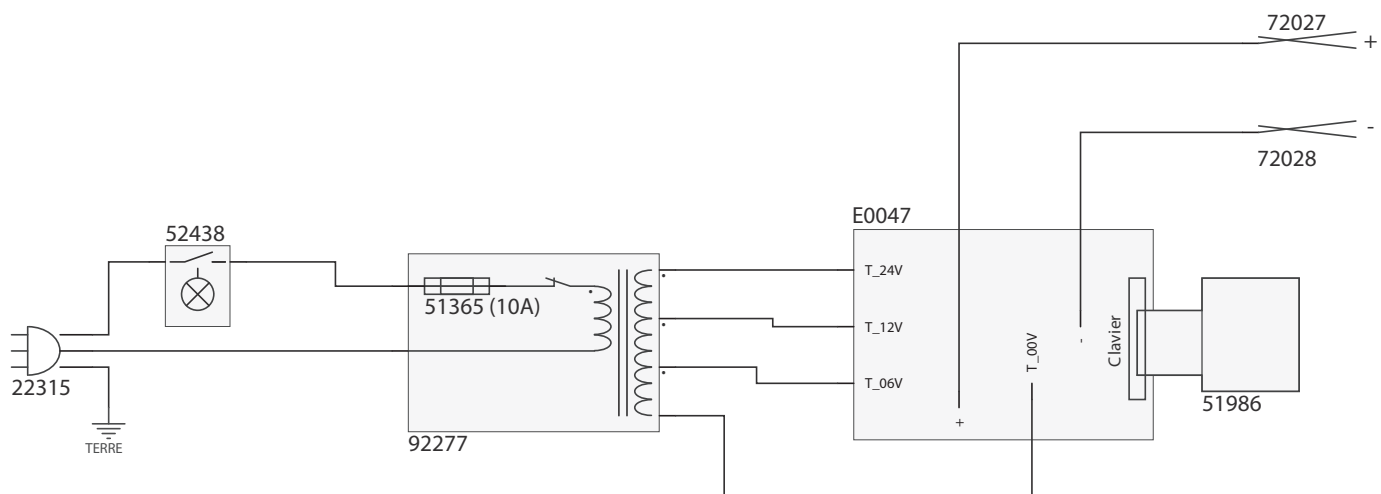 72027
+
-
72028
E0047
52438
T_24V
51365 (10A)
T_12V
T_00V
-
Clavier
22315
T_06V
51986
+
92277
TERRE